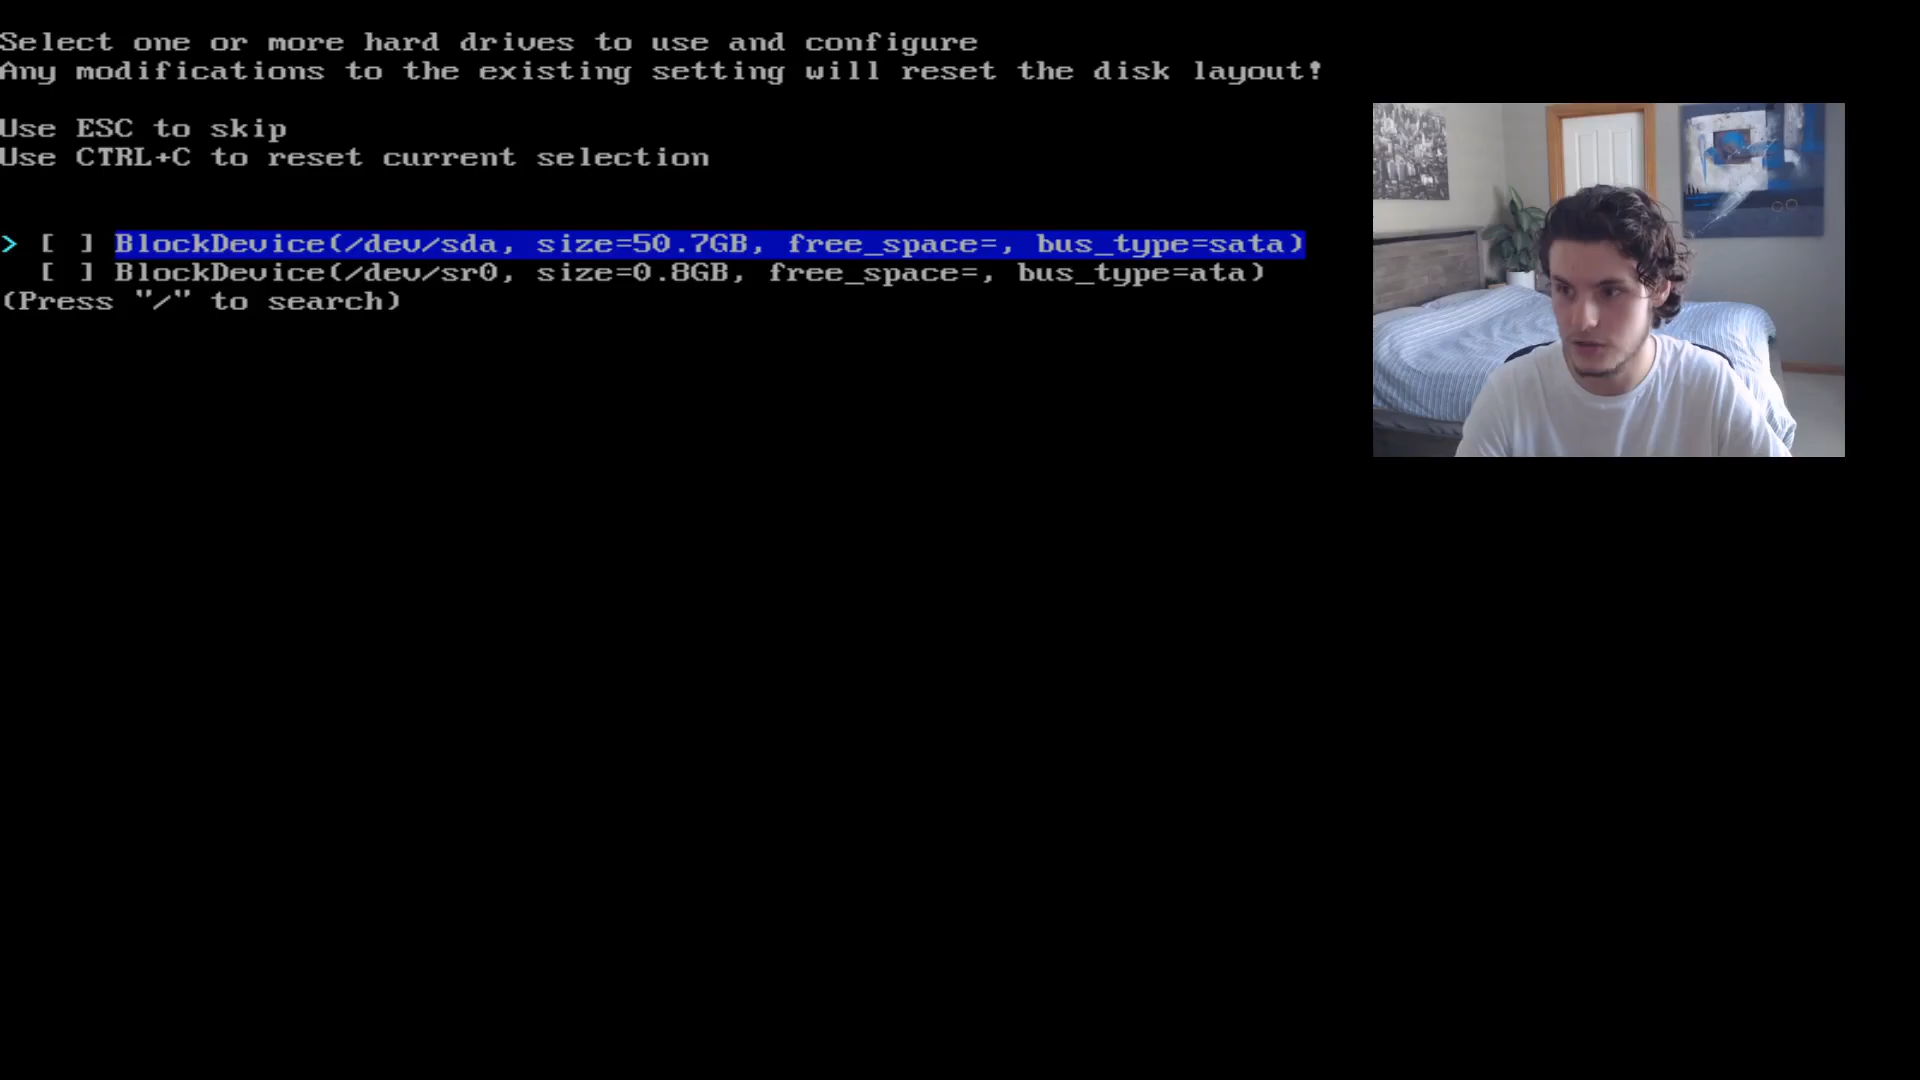 Select one or more hard drives to use and configure
Any modifications to the existing setting will reset the disk layout!
Use ESC to skip
Use CTRL+C to reset current selection
> [ ] BlockDevice(/dev/sda, size=50.7GB, free_space=, bus_type=sata)
[ ] BlockDevice(/dev/sr0, size=0.8GB, free_space=, bus_type=ata)
(Press "/" to search)